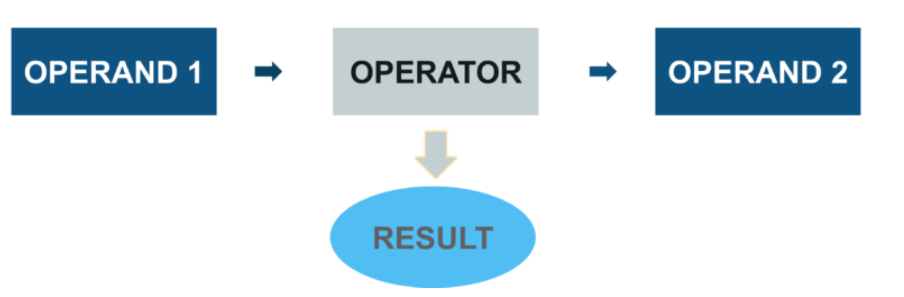 OPERAND 1
OPERATOR
OPERAND 2
RESULT